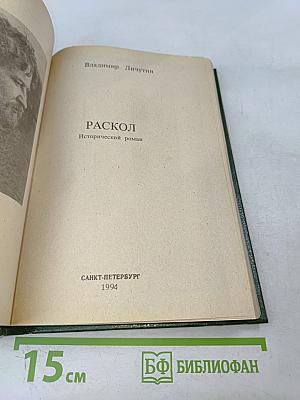 Владимир Личутин
РАСКОЛ
Исторический роман
САНКТ-ПЕТЕРБУРГ
1994
15 см
БФ БИБЛИОФАН